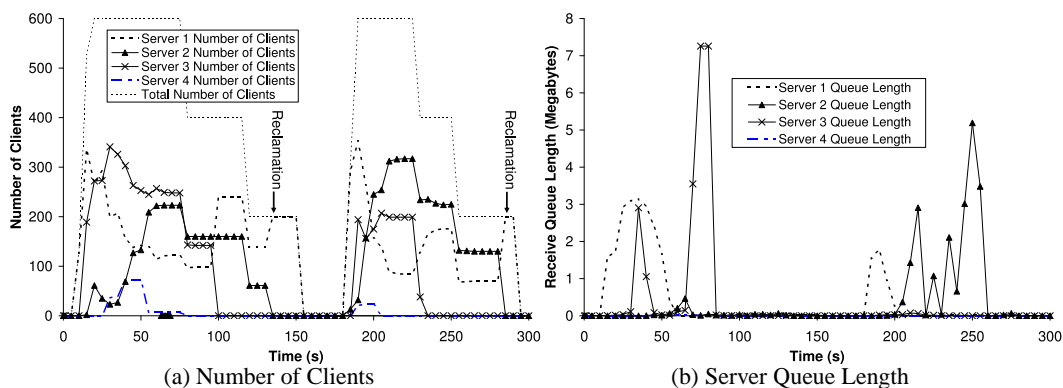 600
500
400
300
200
100
0
Number of Clients
Server 1 Number of Clients
Server 2 Number of Clients
Server 3 Number of Clients
Server 4 Number of Clients
Total Number of Clients
Reclamation
Reclamation
0 50 100 150 200 250 300
Time (s)
(a) Number of Clients
8
7
6
5
4
3
2
1
0
Receive Queue Length (Megabytes)
Server 1 Queue Length
Server 2 Queue Length
Server 3 Queue Length
Server 4 Queue Length
0 50 100 150 200 250 300
Time (s)
(b) Server Queue Length